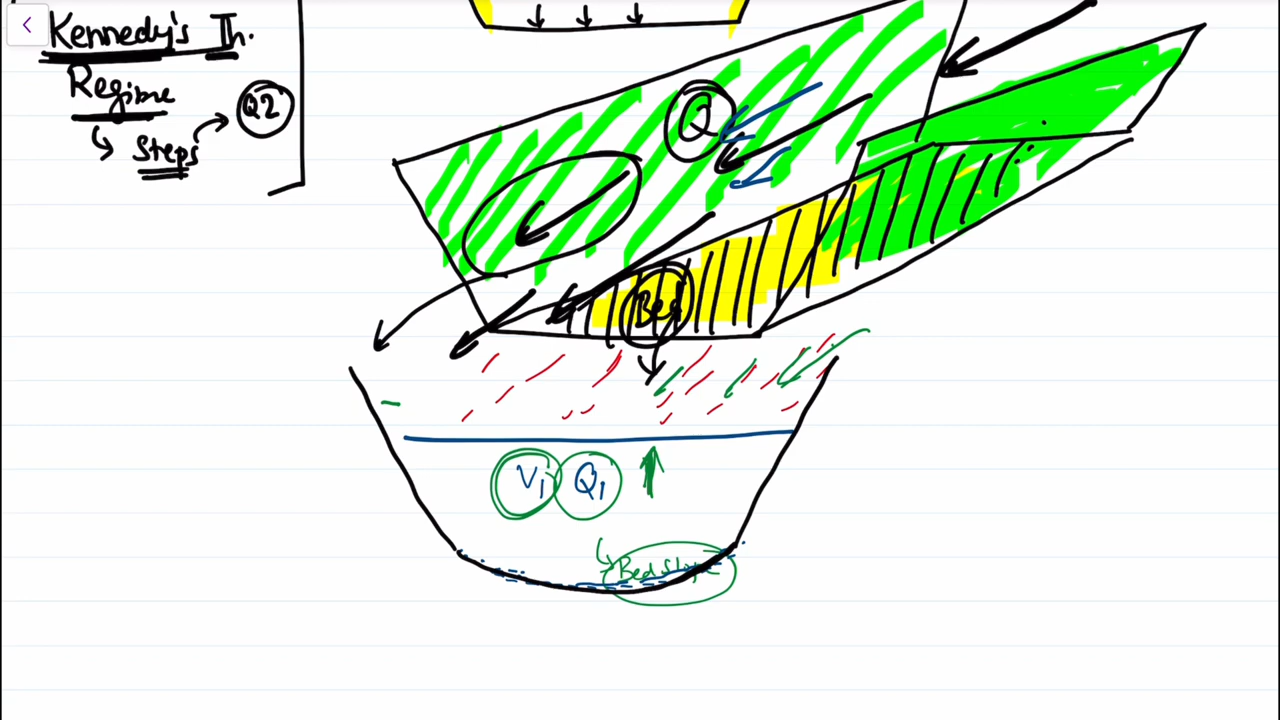 Kennedy's Th.
Regime
Steps
Q2
Q
Bed
V1 Q1
Bed Slope